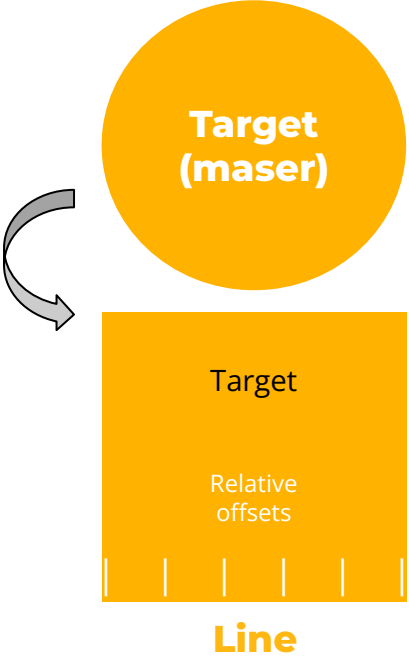 Target
(maser)
Target
Relative
offsets
Line